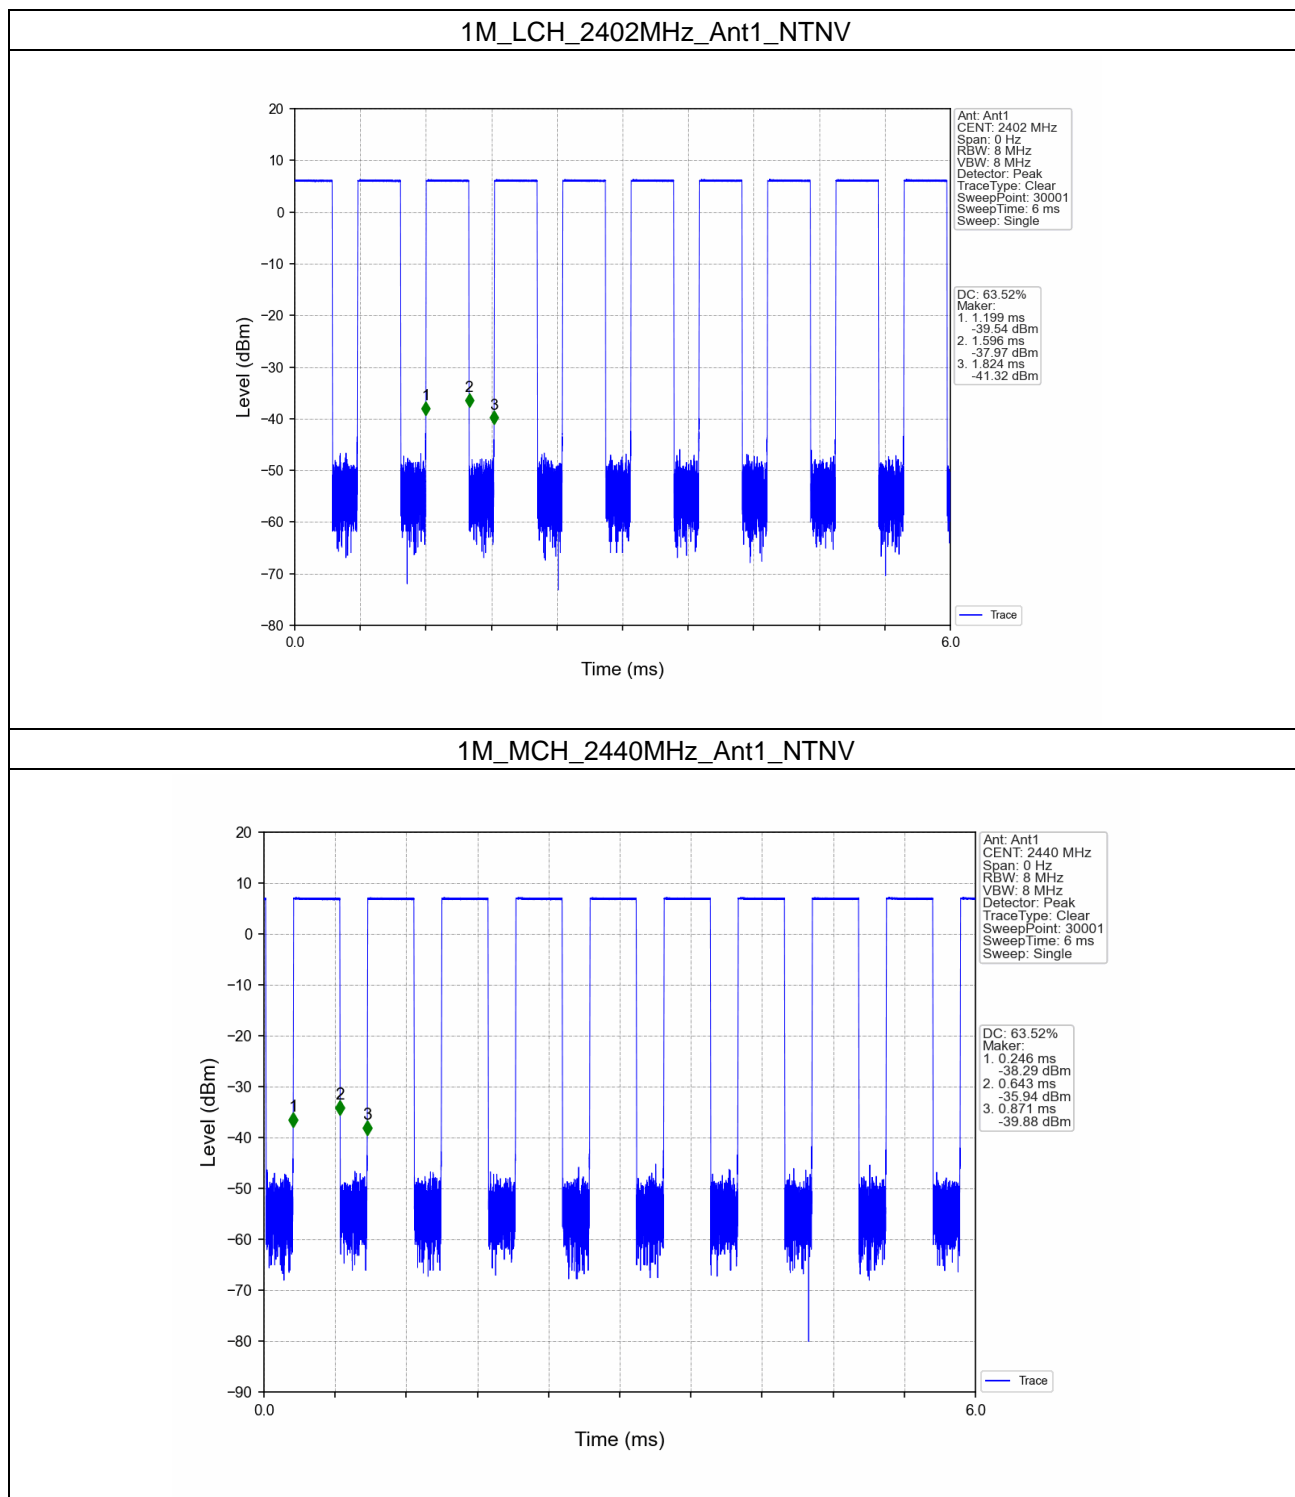 1M_LCH_2402MHz_Ant1_NTNV
20
10
0
−10
−20
−30
−40
−50
−60
−70
−80
Level (dBm)
0.0
6.0
Time (ms)
1
2
3
Ant: Ant1
CENT: 2402 MHz
Span: 0 Hz
RBW: 8 MHz
VBW: 8 MHz
Detector: Peak
TraceType: Clear
SweepPoint: 30001
SweepTime: 6 ms
Sweep: Single
DC: 63.52%
Maker:
1. 1.199 ms
-39.54 dBm
2. 1.596 ms
-37.97 dBm
3. 1.824 ms
-41.32 dBm
Trace
1M_MCH_2440MHz_Ant1_NTNV
20
10
0
−10
−20
−30
−40
−50
−60
−70
−80
−90
Level (dBm)
0.0
6.0
Time (ms)
1
2
3
Ant: Ant1
CENT: 2440 MHz
Span: 0 Hz
RBW: 8 MHz
VBW: 8 MHz
Detector: Peak
TraceType: Clear
SweepPoint: 30001
SweepTime: 6 ms
Sweep: Single
DC: 63.52%
Maker:
1. 0.246 ms
-38.29 dBm
2. 0.643 ms
-35.94 dBm
3. 0.871 ms
-39.88 dBm
Trace